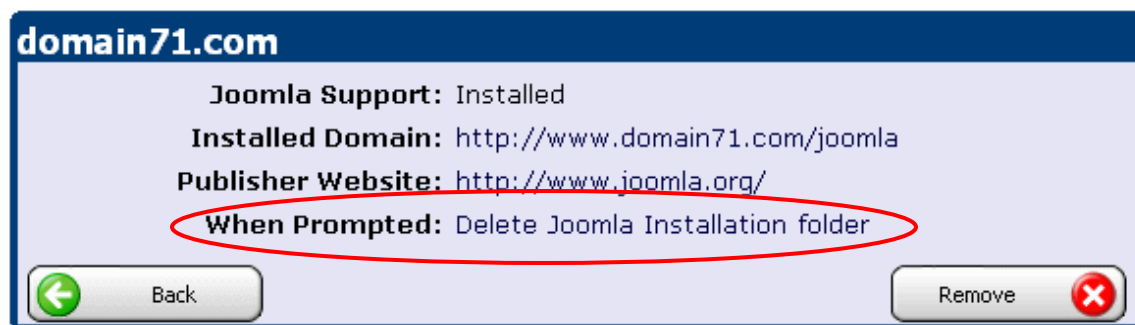 domain71.com
Joomla Support: Installed
Installed Domain: http://www.domain71.com/joomla
Publisher Website: http://www.joomla.org/
When Prompted: Delete Joomla Installation folder
Back Remove